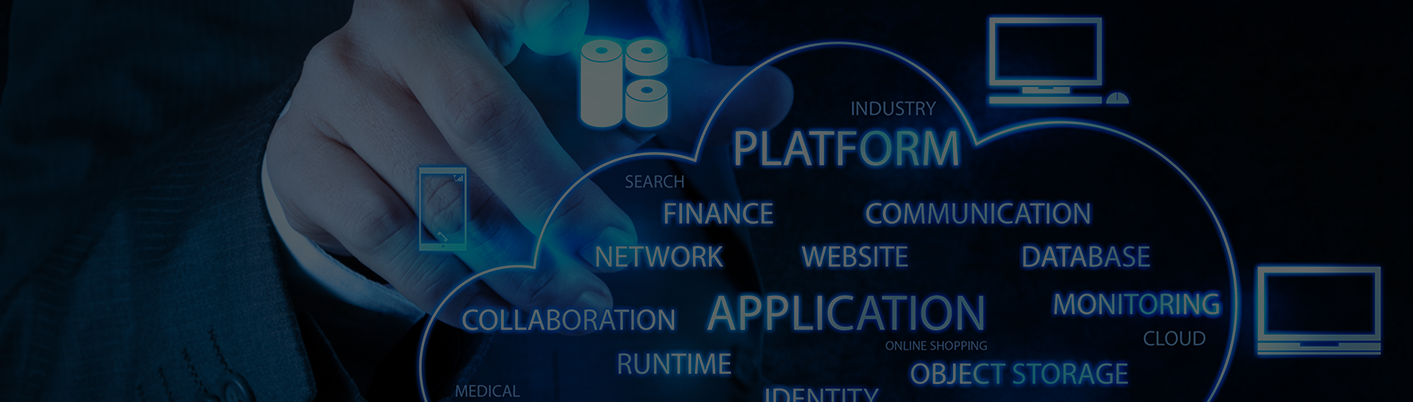 INDUSTRY
PLATFORM
SEARCH
FINANCE COMMUNICATION
NETWORK WEBSITE DATABASE
COLLABORATION APPLICATION MONITORING
ONLINE SHOPPING CLOUD
RUNTIME OBJECT STORAGE
MEDICAL IDENTITY